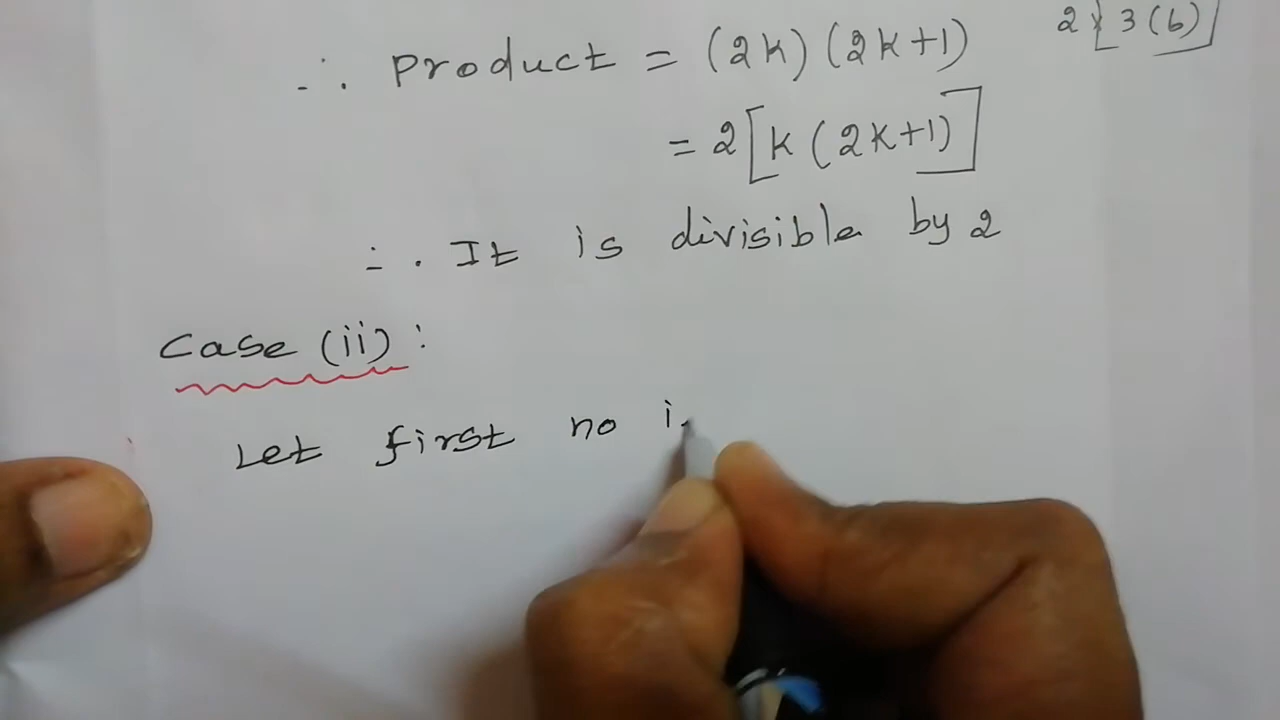 ∴ Product = (2k)(2k+1)
2[3(6)]
= 2[k(2k+1)]
∴ It is divisible by 2
Case (ii):
Let first no i